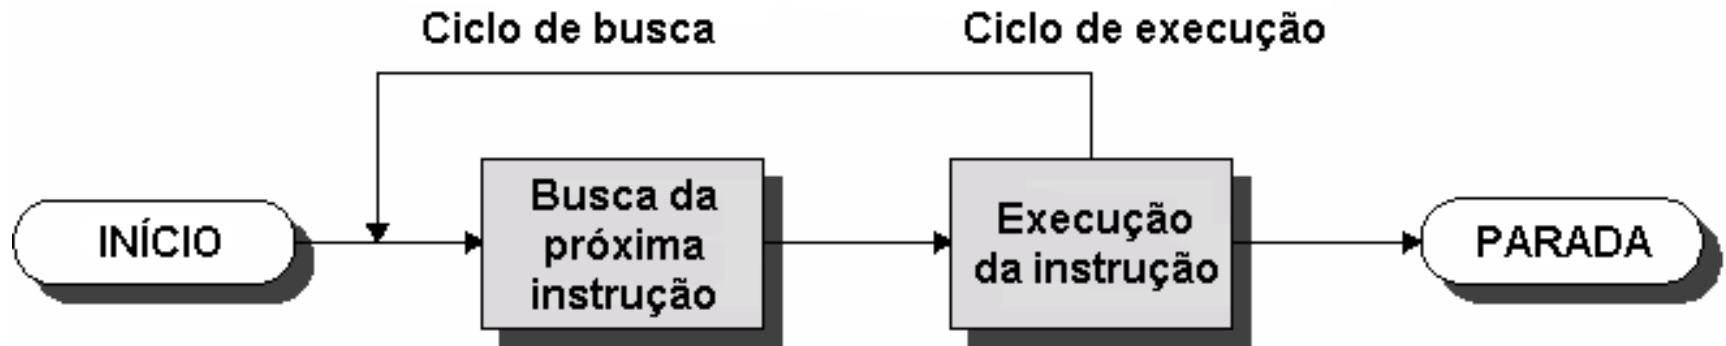 Ciclo de busca
Ciclo de execução
INÍCIO
Busca da
próxima
instrução
Execução
da instrução
PARADA